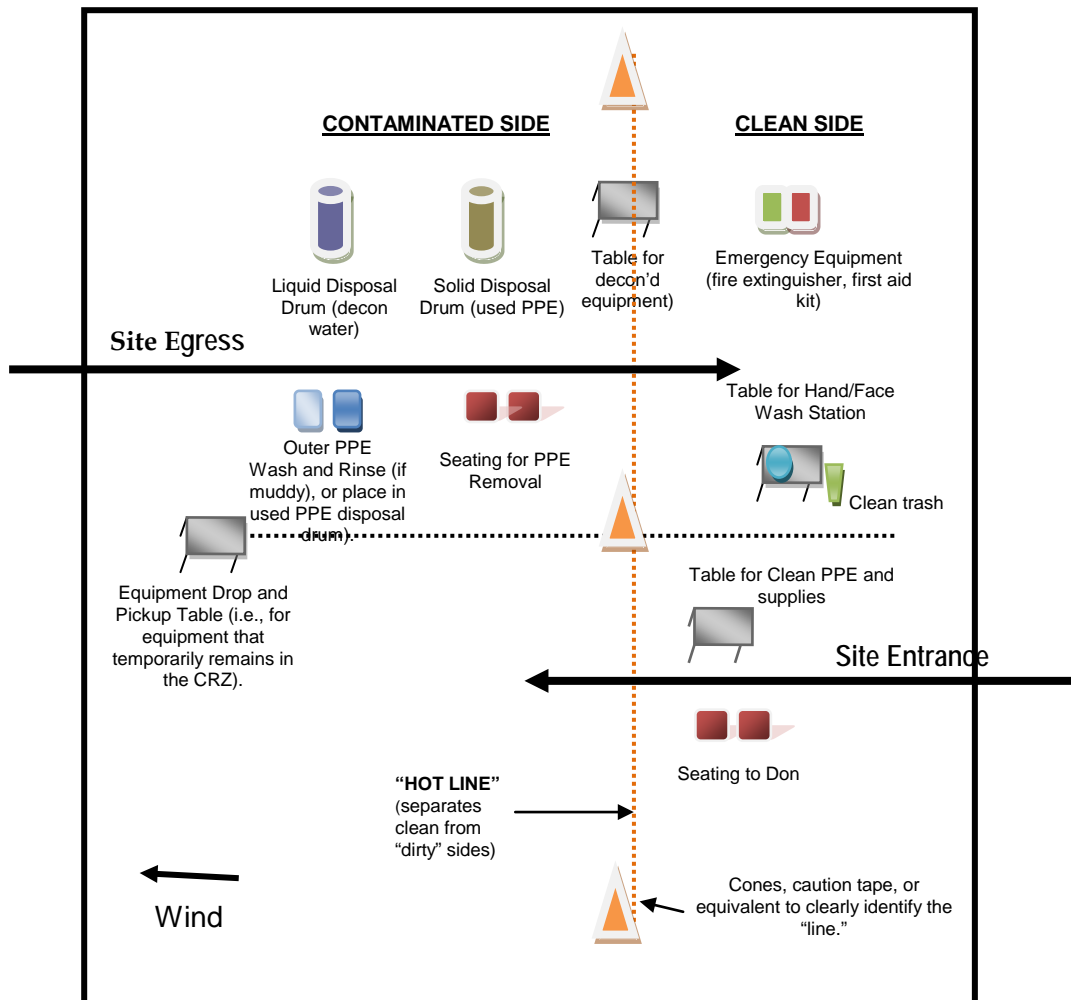 CONTAMINATED SIDE
CLEAN SIDE
Liquid Disposal
Drum (decon
water)
Solid Disposal
Drum (used PPE)
Table for
decon'd
equipment)
Emergency Equipment
(fire extinguisher, first aid
kit)
Site Egress
Outer PPE
Wash and Rinse (if
muddy), or place in
used PPE disposal
drum).
Seating for PPE
Removal
Table for Hand/Face
Wash Station
Clean trash
Equipment Drop and
Pickup Table (i.e., for
equipment that
temporarily remains in
the CRZ).
Table for Clean PPE and
supplies
Site Entrance
Seating to Don
“HOT LINE”
(separates
clean from
“dirty” sides)
Wind
Cones, caution tape, or
equivalent to clearly identify the
“line.”